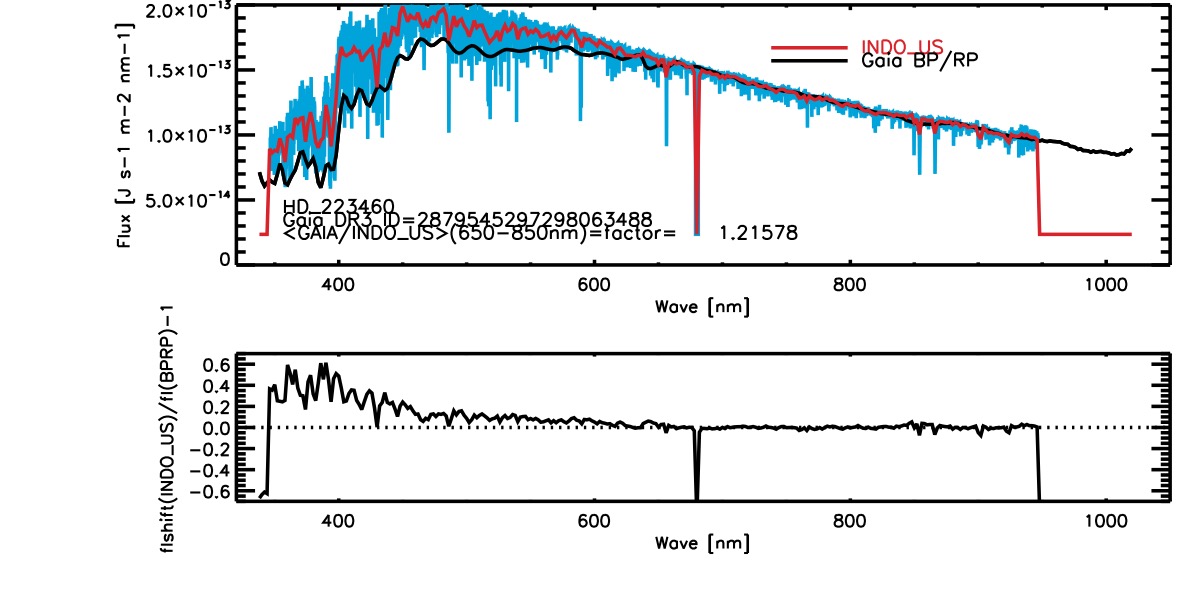 2.0×10−13
1.5×10−13
1.0×10−13
5.0×10−14
0
Flux [J s−1 m−2 nm−1]
INDO_US
Gaia BP/RP
HD_223460
Gaia DR3 ID=2879545297298063488
<GAIA/INDO_US>(650−850nm)=factor= 1.21578
400 600 800 1000
Wave [nm]
flshift(INDO_US)/fl(BPRP)−1
0.6
0.4
0.2
0.0
−0.2
−0.4
−0.6
400 600 800 1000
Wave [nm]